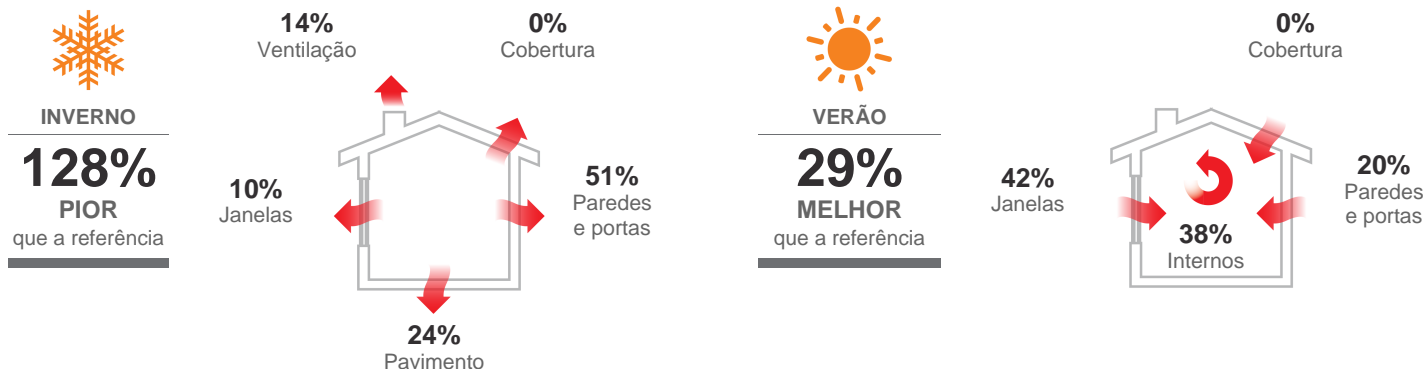 INVERNO
128%
PIOR
que a referência
14%
Ventilação
0%
Cobertura
10%
Janelas
51%
Paredes
e portas
24%
Pavimento
VERÃO
29%
MELHOR
que a referência
0%
Cobertura
42%
Janelas
20%
Paredes
e portas
38%
Internos